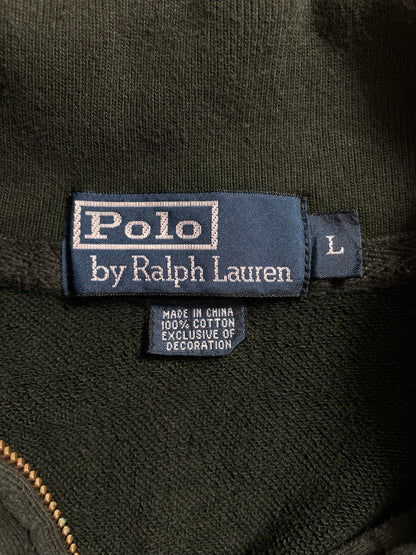 Polo
by Ralph Lauren
L
MADE IN CHINA
100% COTTON
EXCLUSIVE OF
DECORATION